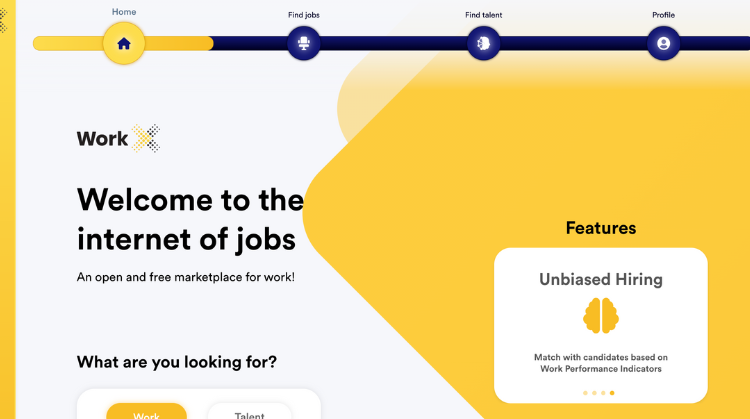 Home
Find jobs
Find talent
Profile
Work X
Welcome to the
internet of jobs
An open and free marketplace for work!
What are you looking for?
Work
Talent
Features
Unbiased Hiring
Match with candidates based on
Work Performance Indicators